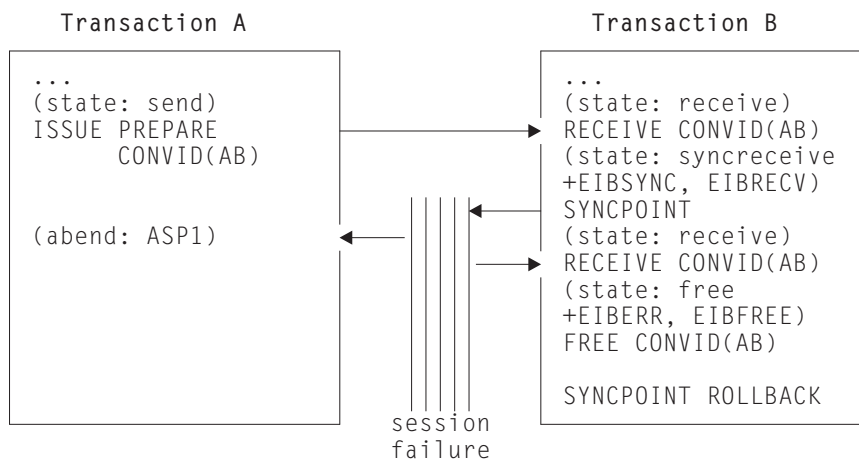 Transaction A
...
(state: send)
ISSUE PREPARE
CONVID(AB)
(abend: ASP1)
Transaction B
...
(state: receive)
RECEIVE CONVID(AB)
(state: syncreceive
+EIBSYNC, EIBRECV)
SYNCPOINT
(state: receive)
RECEIVE CONVID(AB)
(state: free
+EIBERR, EIBFREE)
FREE CONVID(AB)
SYNCPOINT ROLLBACK
session
failure